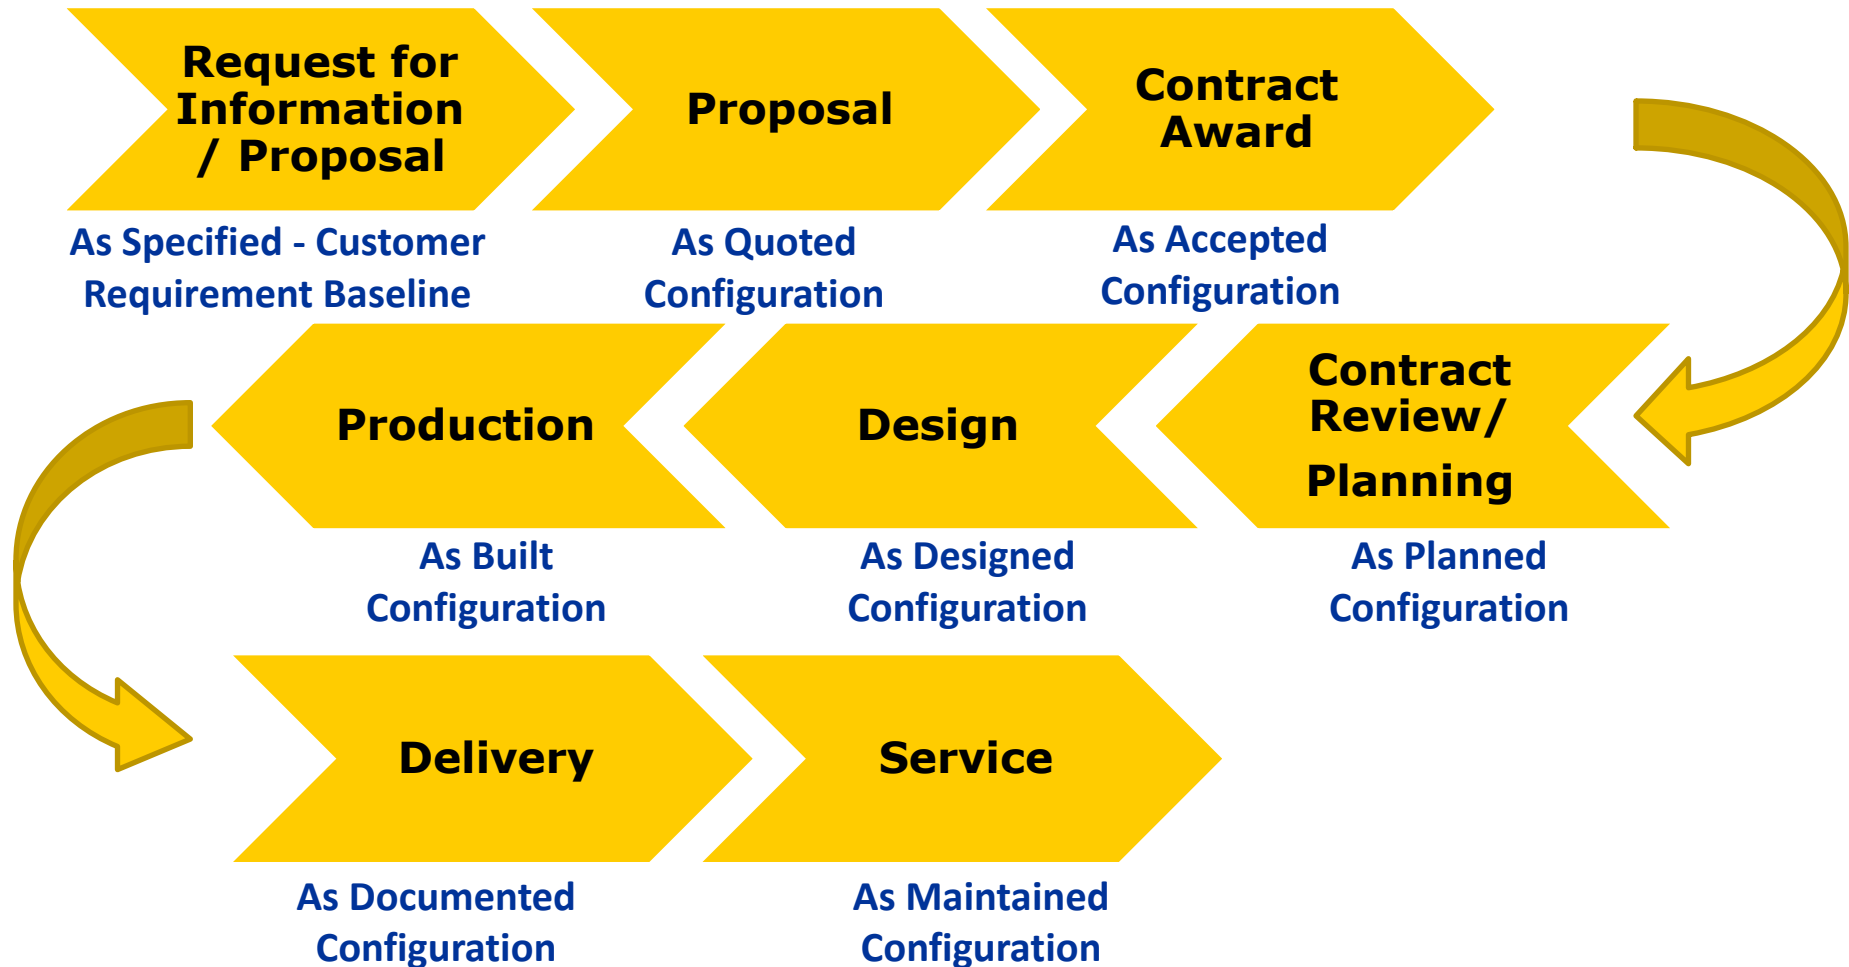 Request for
Information
/ Proposal
Proposal
Contract
Award
As Specified - Customer
Requirement Baseline
As Quoted
Configuration
As Accepted
Configuration
Contract
Review/
Planning
Design
Production
As Planned
Configuration
As Designed
Configuration
As Built
Configuration
Delivery
Service
As Documented
Configuration
As Maintained
Configuration